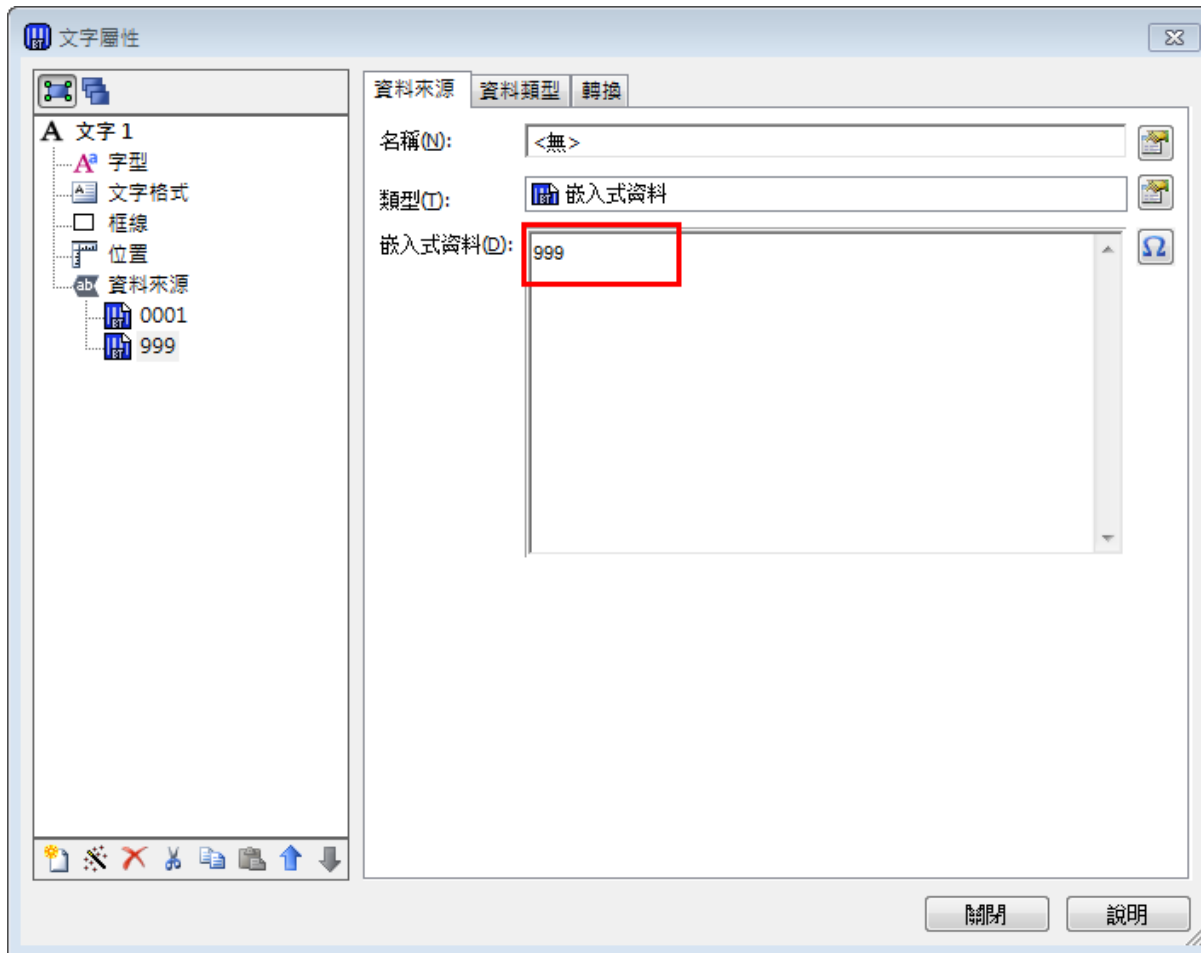 文字屬性
A 文字 1
字型
文字格式
框線
位置
資料來源
0001
999
資料來源 資料類型 轉換
名稱(N): <無>
類型(T): 嵌入式資料
嵌入式資料(D): 999
關閉 說明